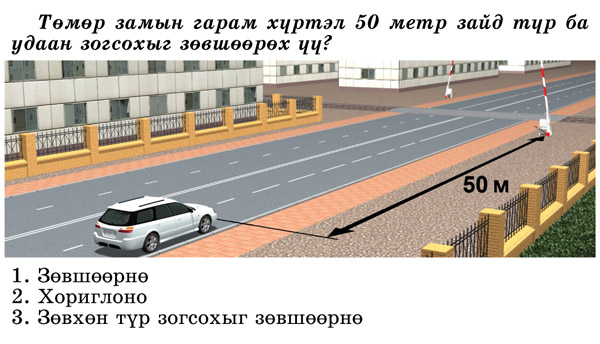 Төмөр замын гарам хүртэл 50 метр зайд түр ба
удаан зогсохыг зөвшөөрөх үү?
50 м
1. Зөвшөөрнө
2. Хориглоно
3. Зөвхөн түр зогсохыг зөвшөөрнө